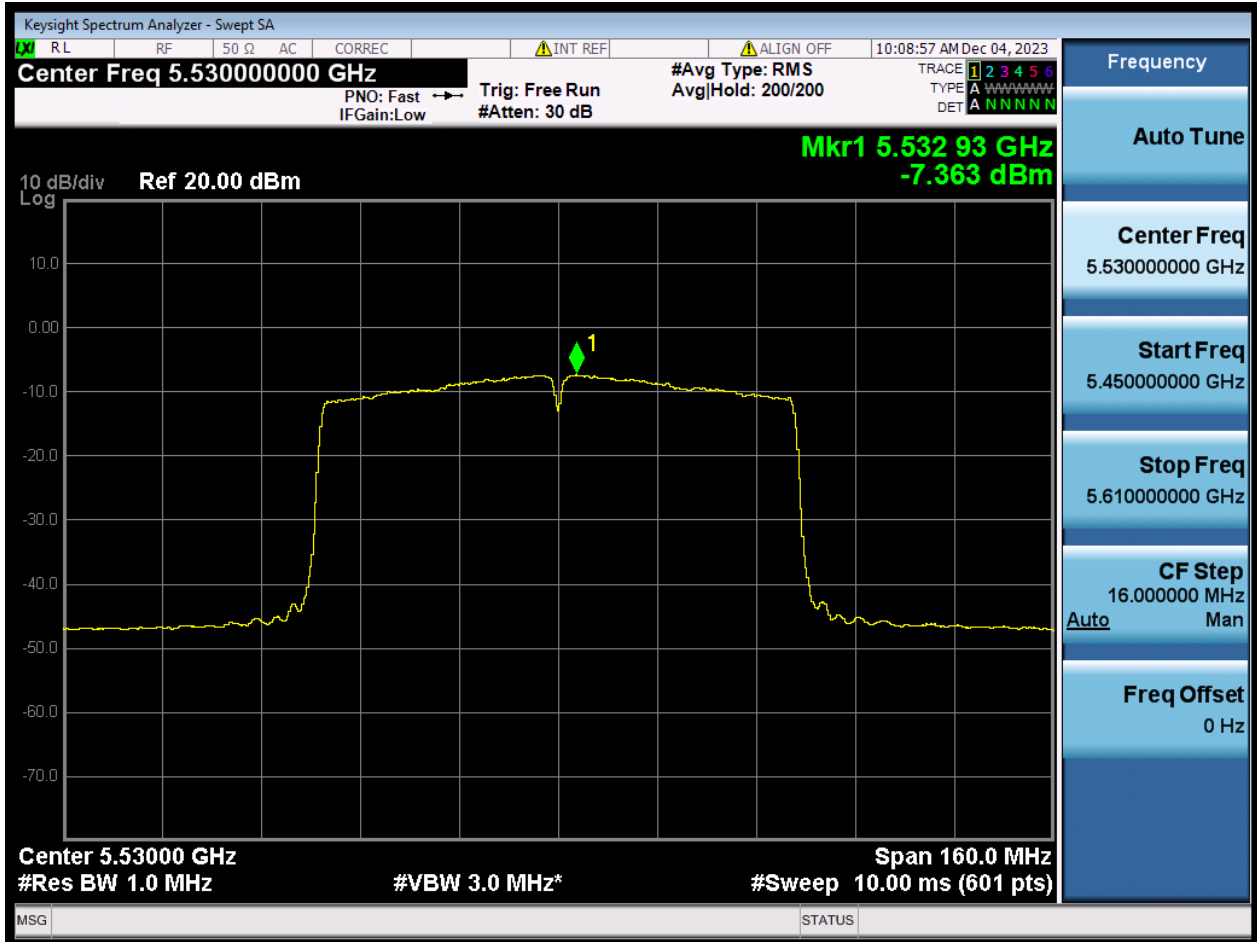 Keysight Spectrum Analyzer - Swept SA
LXI RL RF 50 Ω AC CORREC INT REF ALIGN OFF 10:08:57 AM Dec 04, 2023
Center Freq 5.530000000 GHz
PNO: Fast
IFGain:Low
Trig: Free Run
#Atten: 30 dB
#Avg Type: RMS
Avg|Hold: 200/200
TRACE 1 2 3 4 5 6
TYPE A WWWWW
DET A N N N N N
Mkr1 5.532 93 GHz
-7.363 dBm
10 dB/div Ref 20.00 dBm
Log
10.0
0.00
-10.0
-20.0
-30.0
-40.0
-50.0
-60.0
-70.0
1
Center 5.53000 GHz Span 160.0 MHz
#Res BW 1.0 MHz #VBW 3.0 MHz* #Sweep 10.00 ms (601 pts)
MSG STATUS
Frequency
Auto Tune
Center Freq
5.530000000 GHz
Start Freq
5.450000000 GHz
Stop Freq
5.610000000 GHz
CF Step
16.000000 MHz
Auto Man
Freq Offset
0 Hz